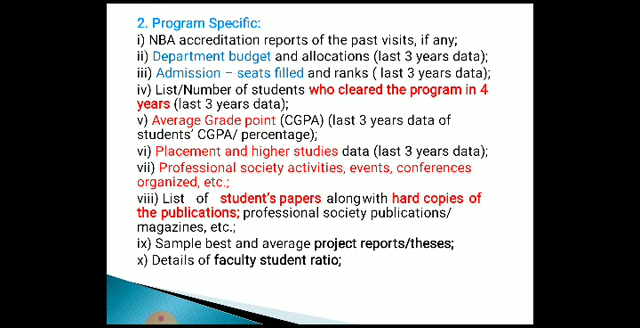 2. Program Specific:
i) NBA accreditation reports of the past visits, if any;
ii) Department budget and allocations (last 3 years data);
iii) Admission – seats filled and ranks ( last 3 years data);
iv) List/Number of students who cleared the program in 4
years (last 3 years data);
v) Average Grade point (CGPA) (last 3 years data of
students’ CGPA/ percentage);
vi) Placement and higher studies data (last 3 years data);
vii) Professional society activities, events, conferences
organized, etc.;
viii) List of student’s papers alongwith hard copies of
the publications; professional society publications/
magazines, etc.;
ix) Sample best and average project reports/theses;
x) Details of faculty student ratio;